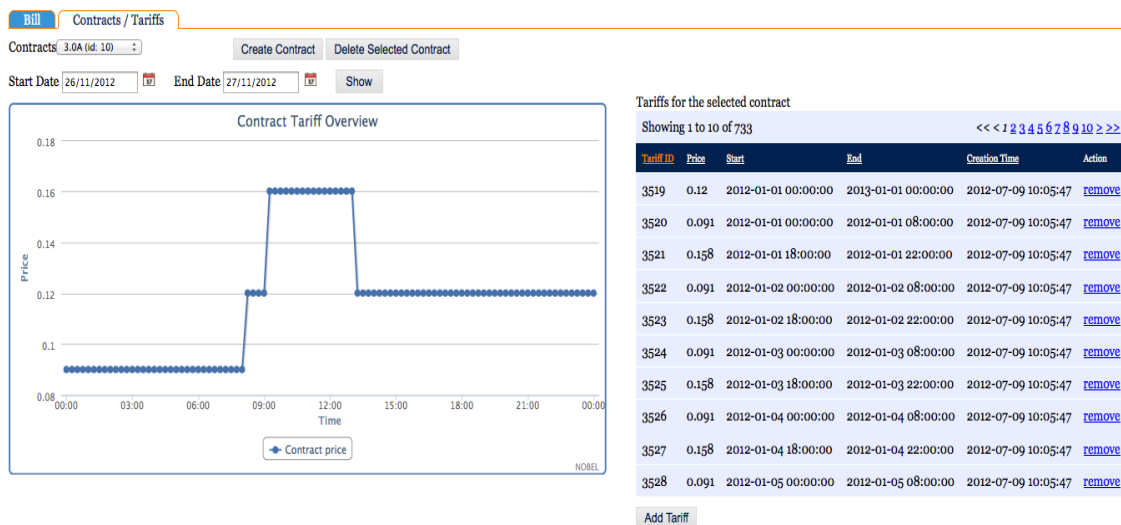 Bill Contracts / Tariffs
Contracts 3.0A (id: 10) Create Contract Delete Selected Contract
Start Date 26/11/2012 End Date 27/11/2012 Show
Contract Tariff Overview
0.18
0.16
0.14
0.12
0.1
0.08
Price
00:00 03:00 06:00 09:00 12:00 15:00 18:00 21:00 00:00
Time
Contract price
NOBEL
Tariffs for the selected contract
Showing 1 to 10 of 733 << < 1 2 3 4 5 6 7 8 9 10 > >>
Tariff ID Price Start End Creation Time Action
3519 0.12 2012-01-01 00:00:00 2013-01-01 00:00:00 2012-07-09 10:05:47 remove
3520 0.091 2012-01-01 00:00:00 2012-01-01 08:00:00 2012-07-09 10:05:47 remove
3521 0.158 2012-01-01 18:00:00 2012-01-01 22:00:00 2012-07-09 10:05:47 remove
3522 0.091 2012-01-02 00:00:00 2012-01-02 08:00:00 2012-07-09 10:05:47 remove
3523 0.158 2012-01-02 18:00:00 2012-01-02 22:00:00 2012-07-09 10:05:47 remove
3524 0.091 2012-01-03 00:00:00 2012-01-03 08:00:00 2012-07-09 10:05:47 remove
3525 0.158 2012-01-03 18:00:00 2012-01-03 22:00:00 2012-07-09 10:05:47 remove
3526 0.091 2012-01-04 00:00:00 2012-01-04 08:00:00 2012-07-09 10:05:47 remove
3527 0.158 2012-01-04 18:00:00 2012-01-04 22:00:00 2012-07-09 10:05:47 remove
3528 0.091 2012-01-05 00:00:00 2012-01-05 08:00:00 2012-07-09 10:05:47 remove
Add Tariff